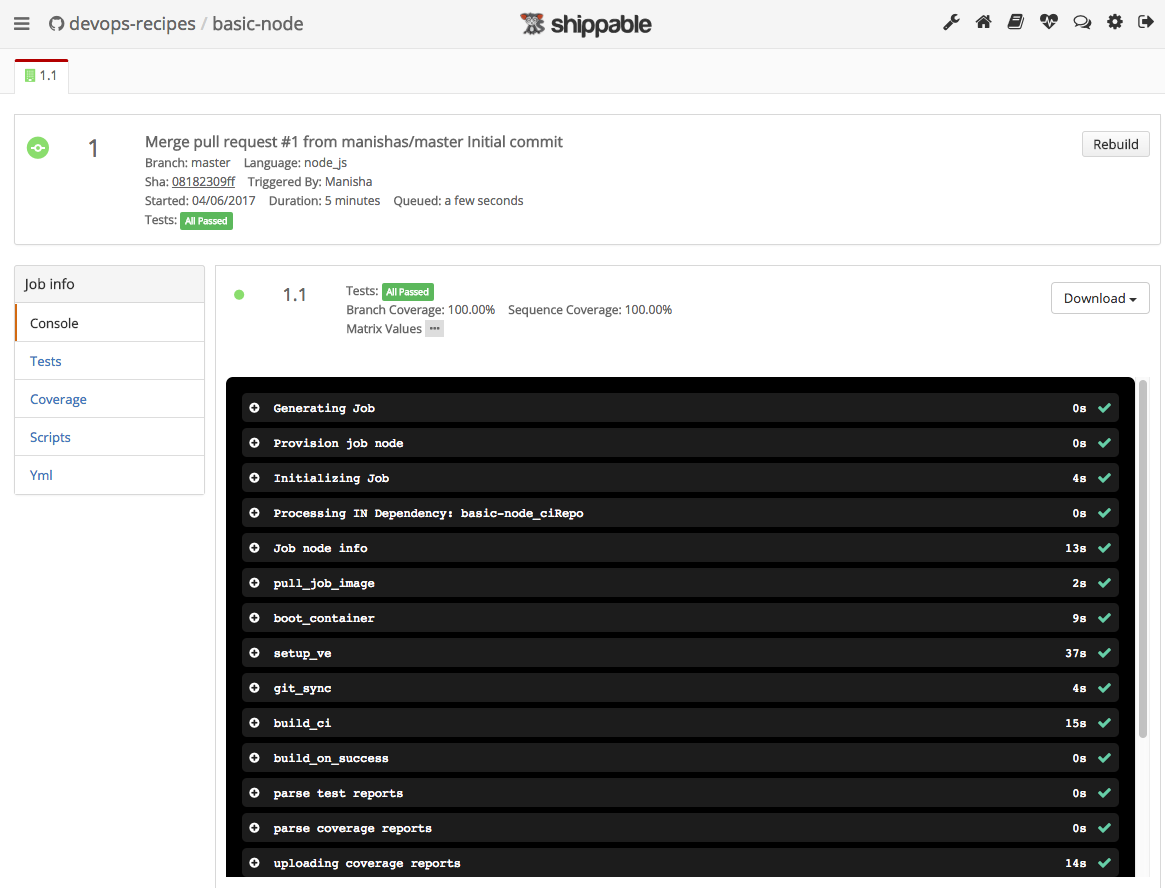 devops-recipes / basic-node
shippable
1.1
1
Merge pull request #1 from manishas/master Initial commit
Rebuild
Branch: master Language: node_js
Sha: 08182309ff Triggered By: Manisha
Started: 04/06/2017 Duration: 5 minutes Queued: a few seconds
Tests: All Passed
Job info
Console
Tests
Coverage
Scripts
Yml
1.1
Tests: All Passed
Branch Coverage: 100.00% Sequence Coverage: 100.00%
Matrix Values ...
Download
Generating Job 0s
Provision job node 0s
Initializing Job 4s
Processing IN Dependency: basic-node_ciRepo 0s
Job node info 13s
pull_job_image 2s
boot_container 9s
setup_ve 37s
git_sync 4s
build_ci 15s
build_on_success 0s
parse test reports 0s
parse coverage reports 0s
uploading coverage reports 14s